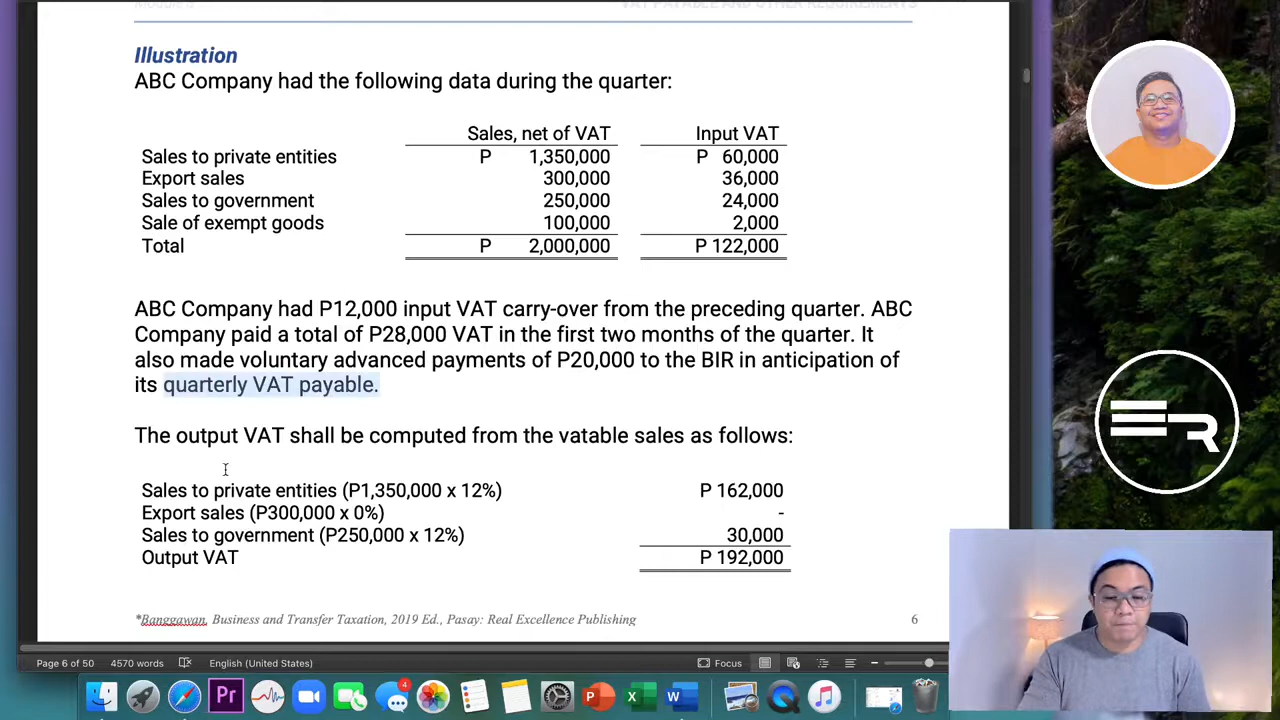 VAT PAYABLE AND OTHER REQUIREMENTS
Illustration
ABC Company had the following data during the quarter:
Sales, net of VAT Input VAT
Sales to private entities P 1,350,000 P 60,000
Export sales 300,000 36,000
Sales to government 250,000 24,000
Sale of exempt goods 100,000 2,000
Total P 2,000,000 P 122,000
ABC Company had P12,000 input VAT carry-over from the preceding quarter. ABC
Company paid a total of P28,000 VAT in the first two months of the quarter. It
also made voluntary advanced payments of P20,000 to the BIR in anticipation of
its quarterly VAT payable.
The output VAT shall be computed from the vatable sales as follows:
Sales to private entities (P1,350,000 x 12%) P 162,000
Export sales (P300,000 x 0%) -
Sales to government (P250,000 x 12%) 30,000
Output VAT P 192,000
*Banggawan, Business and Transfer Taxation, 2019 Ed., Pasay: Real Excellence Publishing 6
Page 6 of 50 4570 words English (United States) Focus
Pr 4 P X W
ER